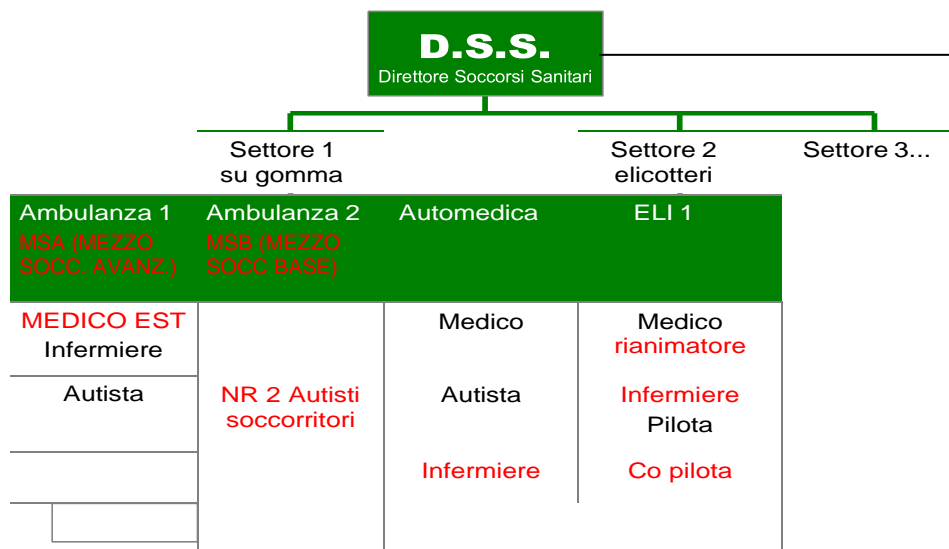 D.S.S.
Direttore Soccorsi Sanitari
Settore 1
su gomma
Settore 2
elicotteri
Settore 3...
Ambulanza 1
MSA (MEZZO
SOCC. AVANZ.)
Ambulanza 2
MSB (MEZZO
SOCC BASE)
Automedica
ELI 1
MEDICO EST
Infermiere
Medico
Medico
rianimatore
Autista
NR 2 Autisti
soccorritori
Autista
Infermiere
Pilota
Infermiere
Co pilota